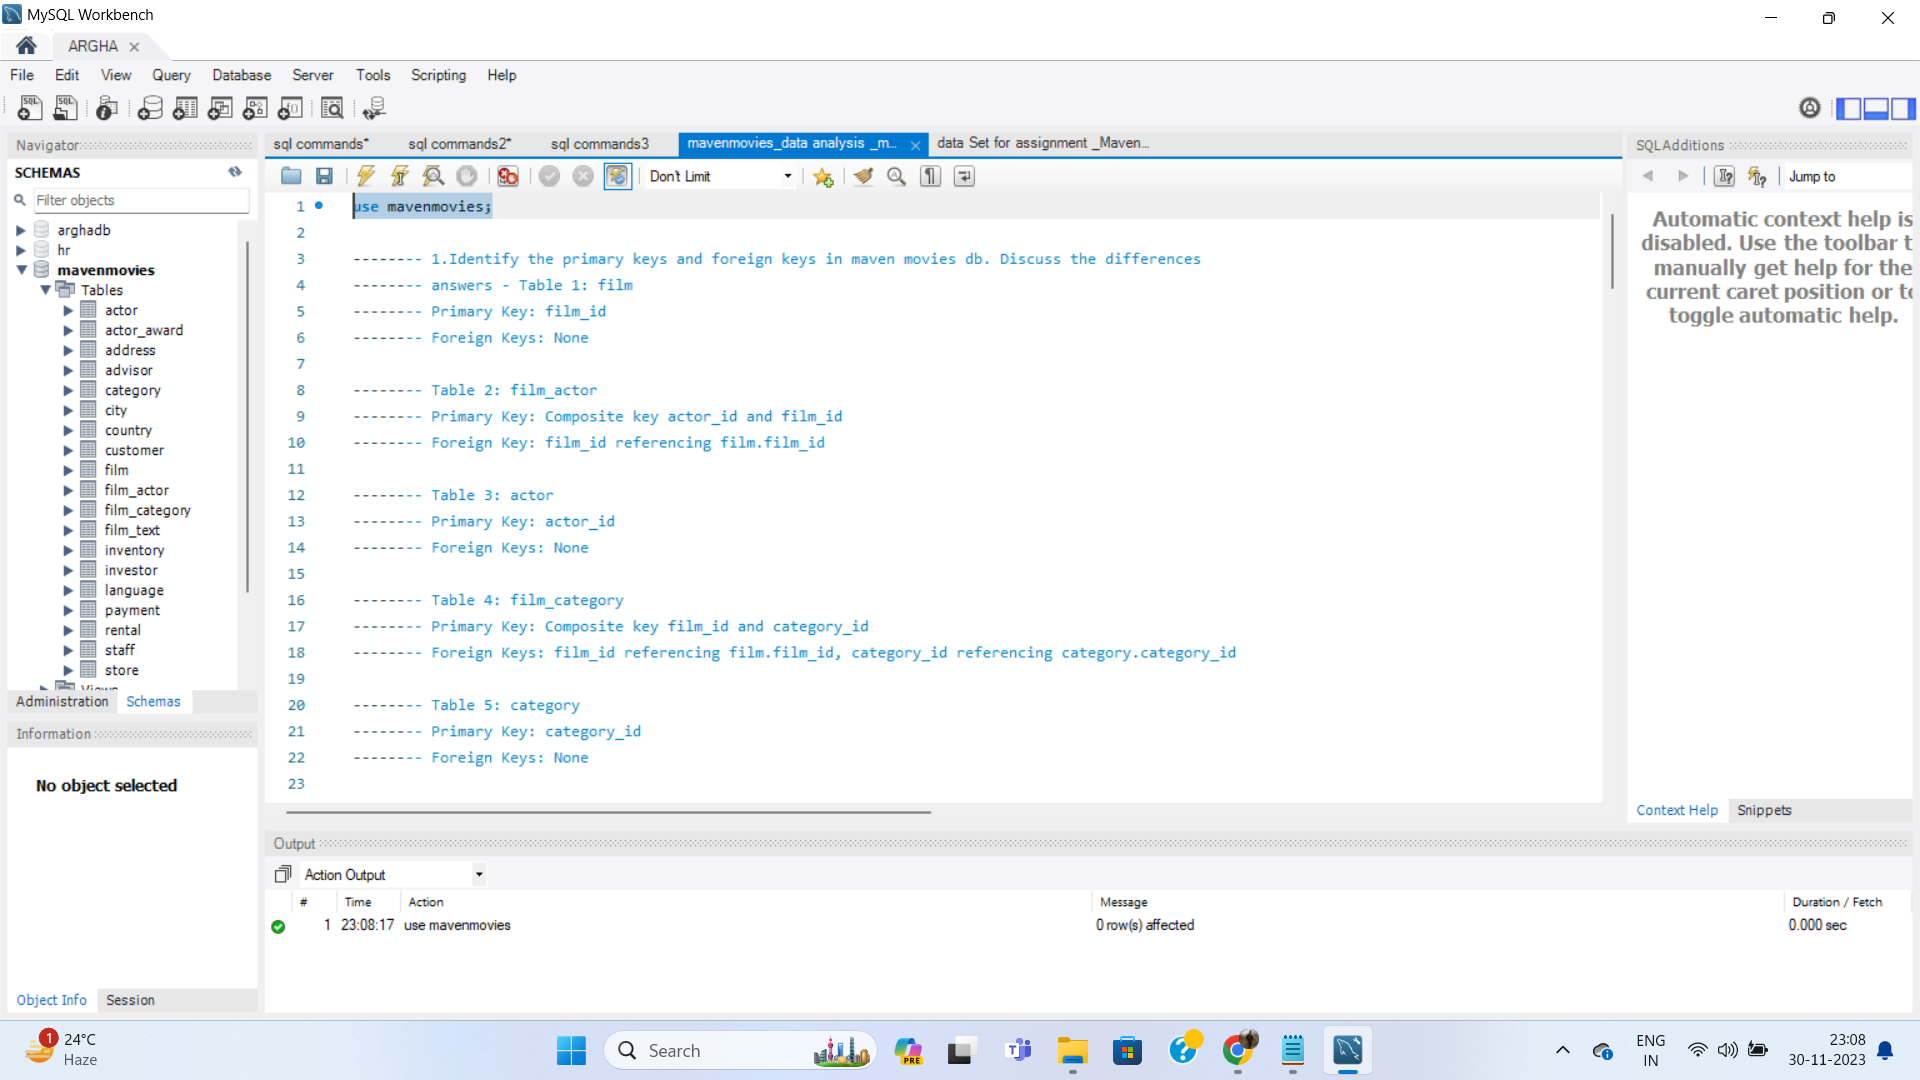 MySQL Workbench
ARGHA
File Edit View Query Database Server Tools Scripting Help
Navigator
SCHEMAS
Filter objects
arghadb
hr
mavenmovies
Tables
actor
actor_award
address
advisor
category
city
country
customer
film
film_actor
film_category
film_text
inventory
investor
language
payment
rental
staff
store
Views
Administration Schemas
Information
No object selected
Object Info Session
sql commands* sql commands2* sql commands3 mavenmovies_data analysis _m... data Set for assignment _Maven...
Don't Limit
1 use mavenmovies;
2
3 -------- 1.Identify the primary keys and foreign keys in maven movies db. Discuss the differences
4 -------- answers - Table 1: film
5 -------- Primary Key: film_id
6 -------- Foreign Keys: None
7
8 -------- Table 2: film_actor
9 -------- Primary Key: Composite key actor_id and film_id
10 -------- Foreign Key: film_id referencing film.film_id
11
12 -------- Table 3: actor
13 -------- Primary Key: actor_id
14 -------- Foreign Keys: None
15
16 -------- Table 4: film_category
17 -------- Primary Key: Composite key film_id and category_id
18 -------- Foreign Keys: film_id referencing film.film_id, category_id referencing category.category_id
19
20 -------- Table 5: category
21 -------- Primary Key: category_id
22 -------- Foreign Keys: None
23
SQLAdditions
Jump to
Automatic context help is
disabled. Use the toolbar t
manually get help for the
current caret position or to
toggle automatic help.
Context Help Snippets
Output
Action Output
# Time Action Message Duration / Fetch
1 23:08:17 use mavenmovies 0 row(s) affected 0.000 sec
1
24°C
Haze
Search
PRE
ENG
IN
23:08
30-11-2023